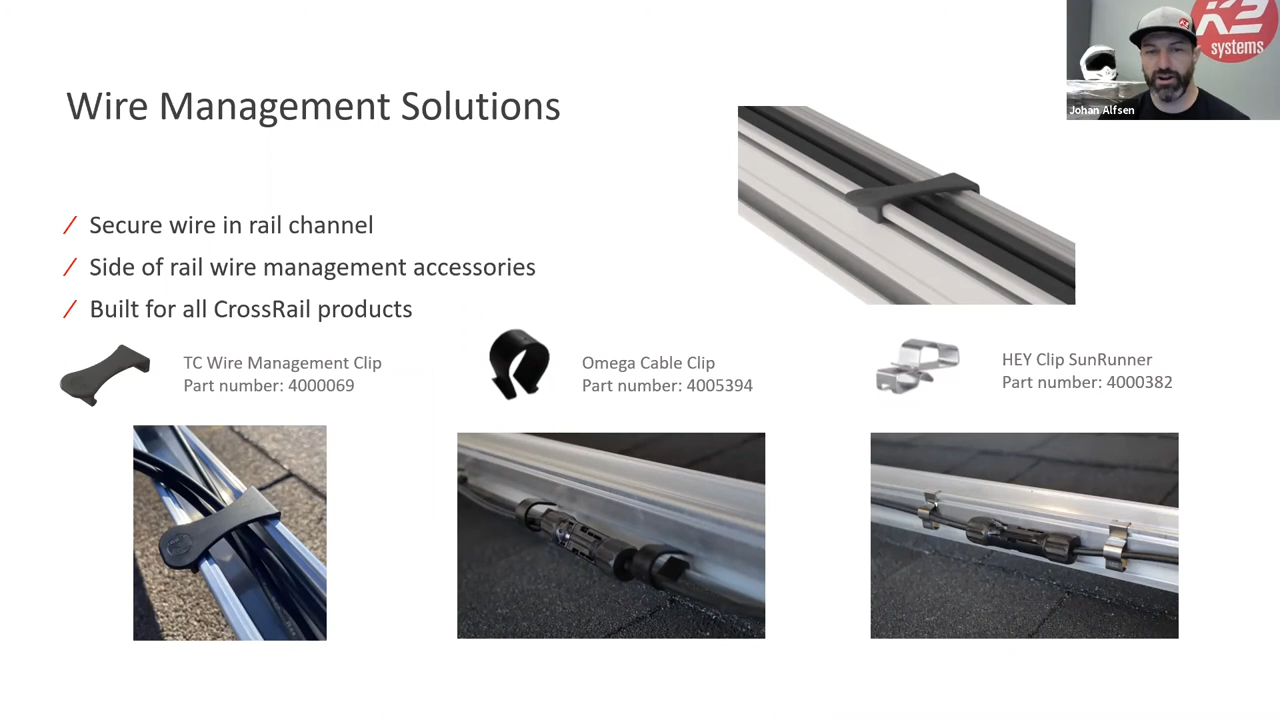 K2
systems
Johan Alfsen
Wire Management Solutions
/ Secure wire in rail channel
/ Side of rail wire management accessories
/ Built for all CrossRail products
TC Wire Management Clip
Part number: 4000069
Omega Cable Clip
Part number: 4005394
HEY Clip SunRunner
Part number: 4000382